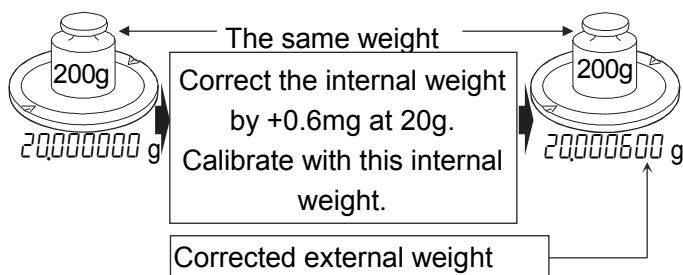 The same weight
200g
200g
Correct the internal weight
by +0.6mg at 20g.
Calibrate with this internal
weight.
20.000000 g
20.000600 g
Corrected external weight